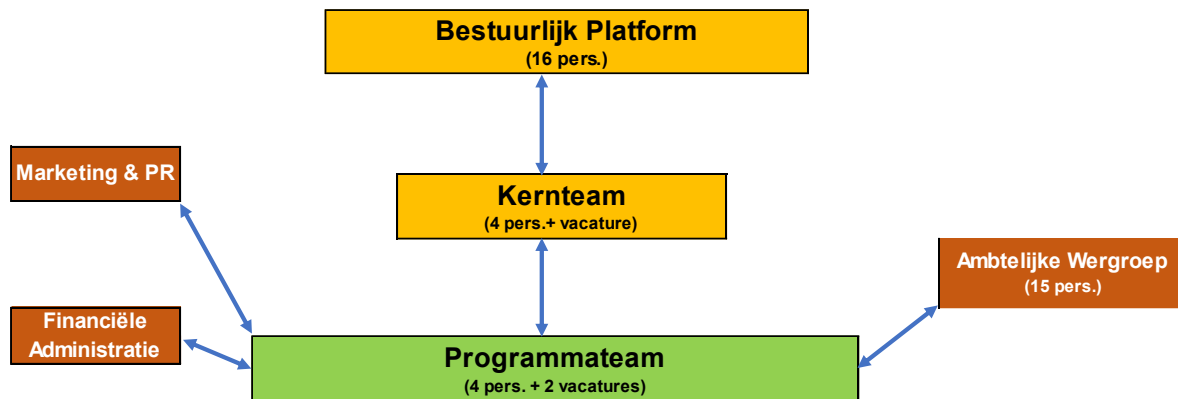 Bestuurlijk Platform
(16 pers.)
Marketing & PR
Kernteam
(4 pers.+ vacature)
Ambtelijke Wergroep
(15 pers.)
Financiële
Administratie
Programmateam
(4 pers. + 2 vacatures)